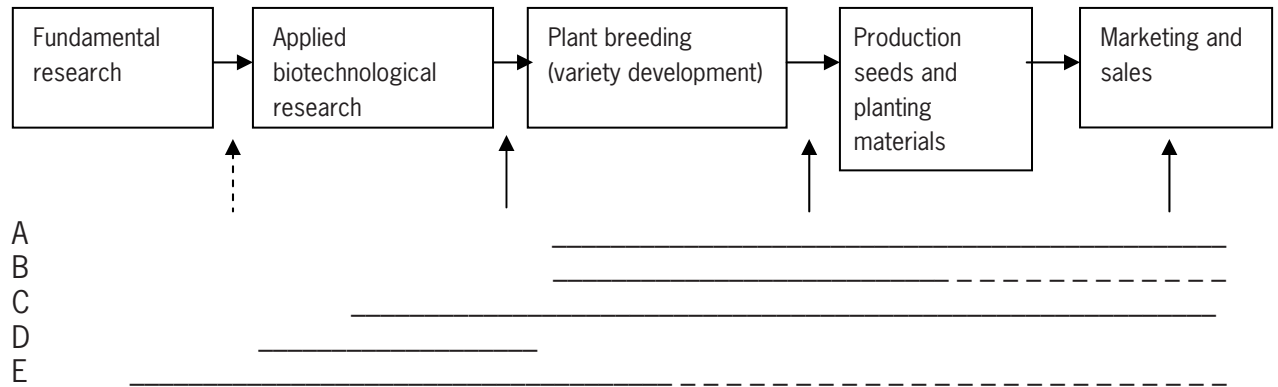 Fundamental
research
Applied
biotechnological
research
Plant breeding
(variety development)
Production
seeds and
planting
materials
Marketing and
sales
A
B
C
D
E